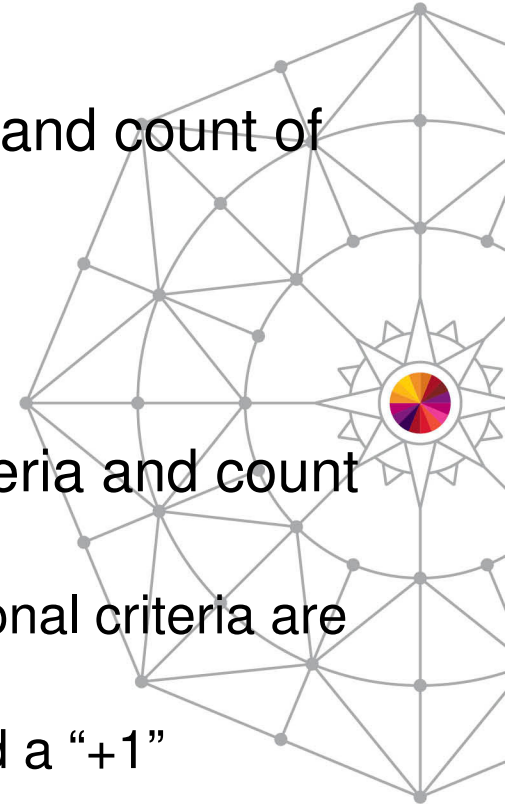 and count of
eria and count
onal criteria are
d a “+1”